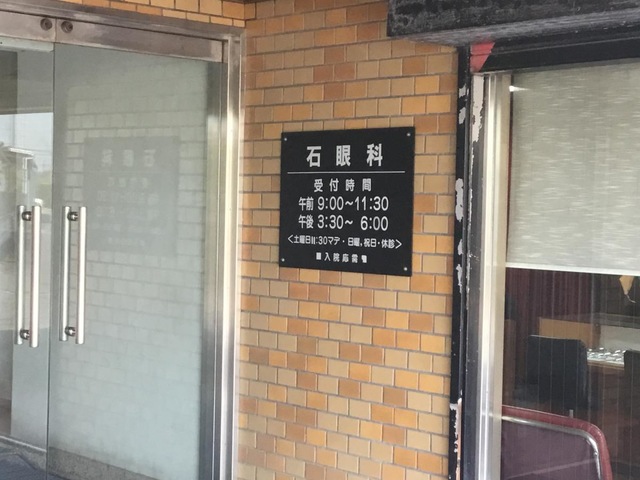 石眼科
受付時間
午前 9:00〜11:30
午後 3:30〜 6:00
<土曜日11:30マデ・日曜,祝日・休診>
入院応需